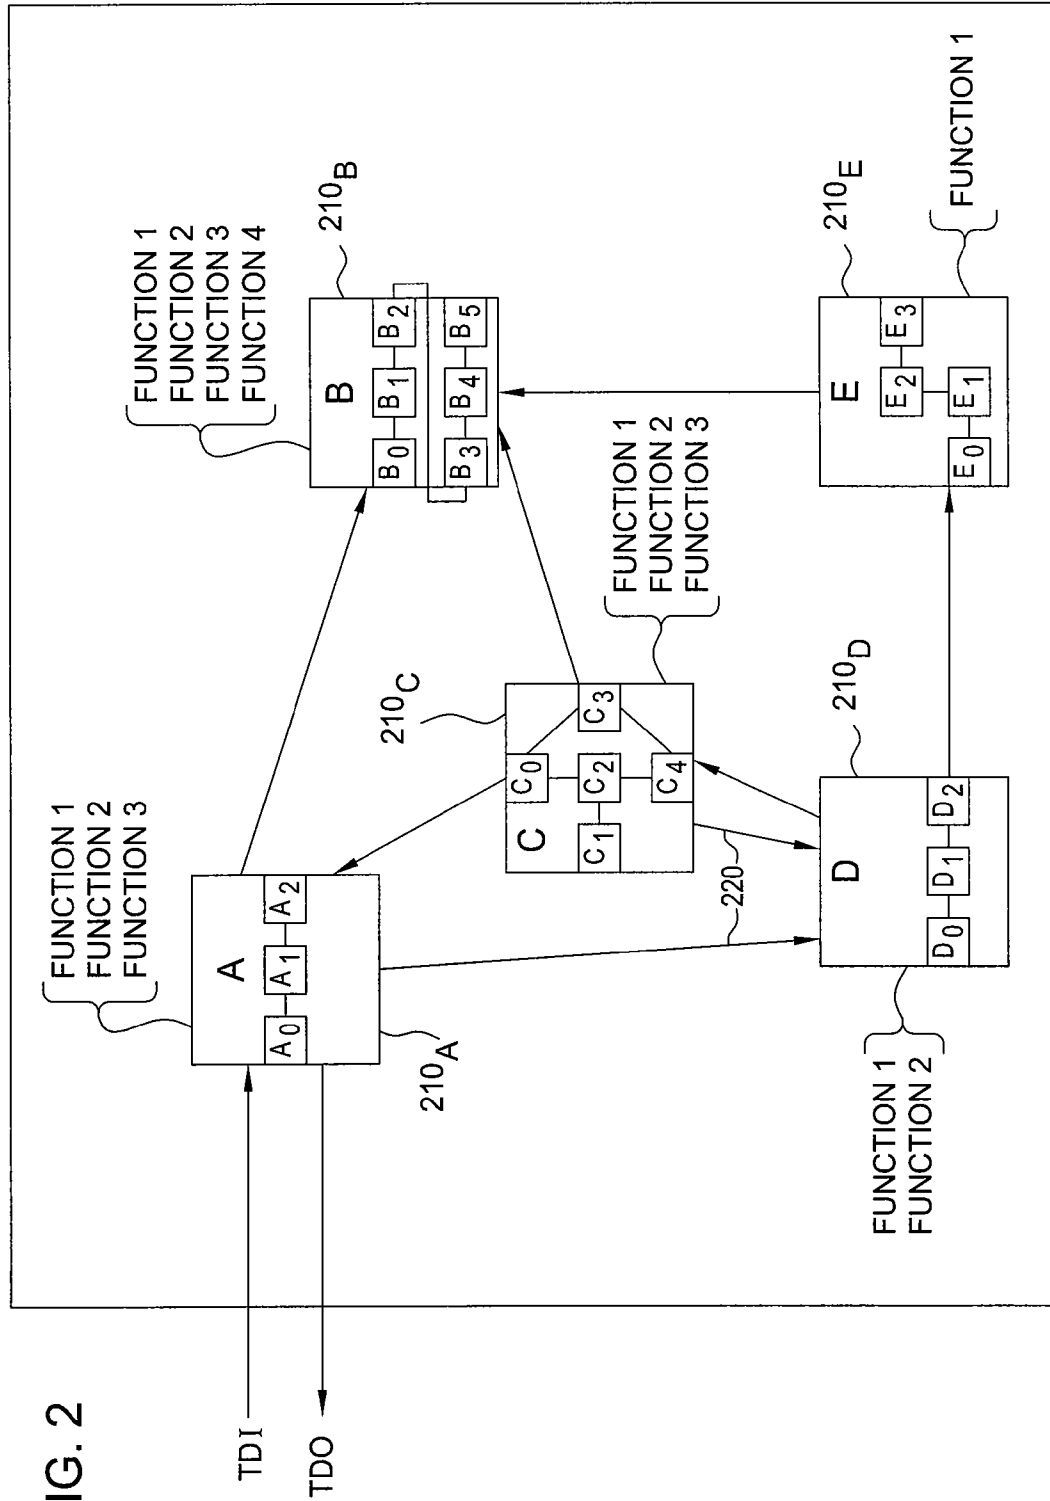 IG. 2
TDI
TDO
FUNCTION 1
FUNCTION 2
FUNCTION 3
A
A0
A1
A2
210A
FUNCTION 1
FUNCTION 2
FUNCTION 3
FUNCTION 4
210B
B
B0
B1
B2
B3
B4
B5
210C
C
C0
C1
C2
C3
C4
FUNCTION 1
FUNCTION 2
FUNCTION 3
220
210D
D
D0
D1
D2
FUNCTION 1
FUNCTION 2
210E
E
E0
E1
E2
E3
FUNCTION 1